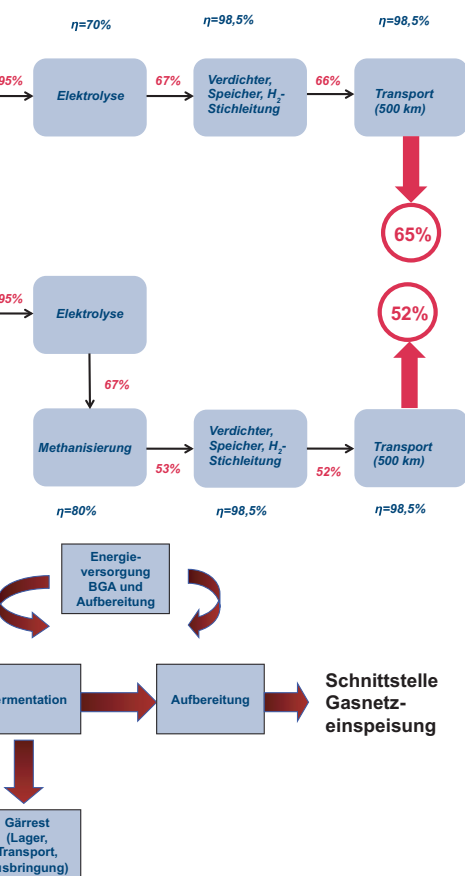 η=70%
η=98,5%
η=98,5%
95%
Elektrolyse
67%
Verdichter,
Speicher, H2-
Stichleitung
66%
Transport
(500 km)
65%
95%
Elektrolyse
52%
67%
Methanisierung
53%
Verdichter,
Speicher, H2-
Stichleitung
52%
Transport
(500 km)
η=80%
η=98,5%
η=98,5%
Energie-
versorgung
BGA und
Aufbereitung
ermentation
Aufbereitung
Schnittstelle
Gasnetz-
einspeisung
Gärrest
(Lager,
Transport,
usbringung)